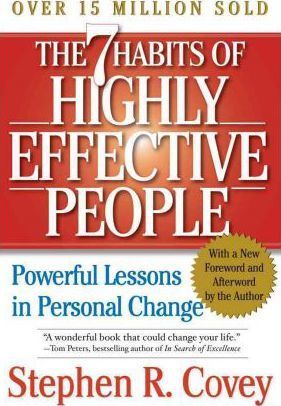 OVER 15 MILLION SOLD
THE 7 HABITS OF
HIGHLY
EFFECTIVE
PEOPLE
With a New
Foreword and
Afterword
by the Author
Powerful Lessons
in Personal Change
"A wonderful book that could change your life."
—Tom Peters, bestselling author of In Search of Excellence
Stephen R. Covey